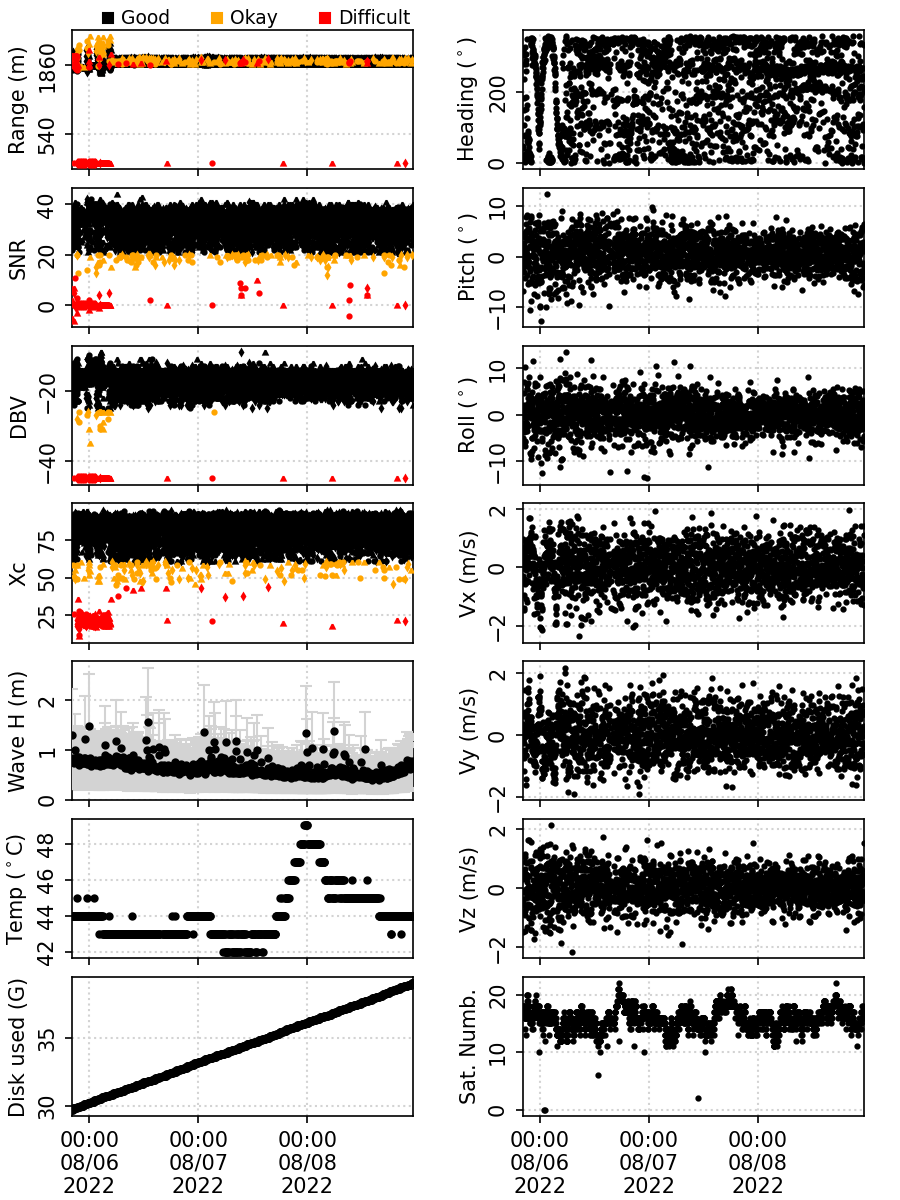 Good Okay Difficult
Range (m)
1860
540
Heading (°)
200
0
SNR
40
20
0
Pitch (°)
10
0
−10
DBV
−20
−40
Roll (°)
10
0
−10
Xc
75
50
25
Vx (m/s)
2
0
−2
Wave H (m)
2
1
0
Vy (m/s)
2
0
−2
Temp (°C)
48
46
44
42
Vz (m/s)
2
0
−2
Disk used (G)
35
30
Sat. Numb.
20
10
0
00:00 00:00 00:00
08/06 08/07 08/08
2022 2022 2022
00:00 00:00 00:00
08/06 08/07 08/08
2022 2022 2022